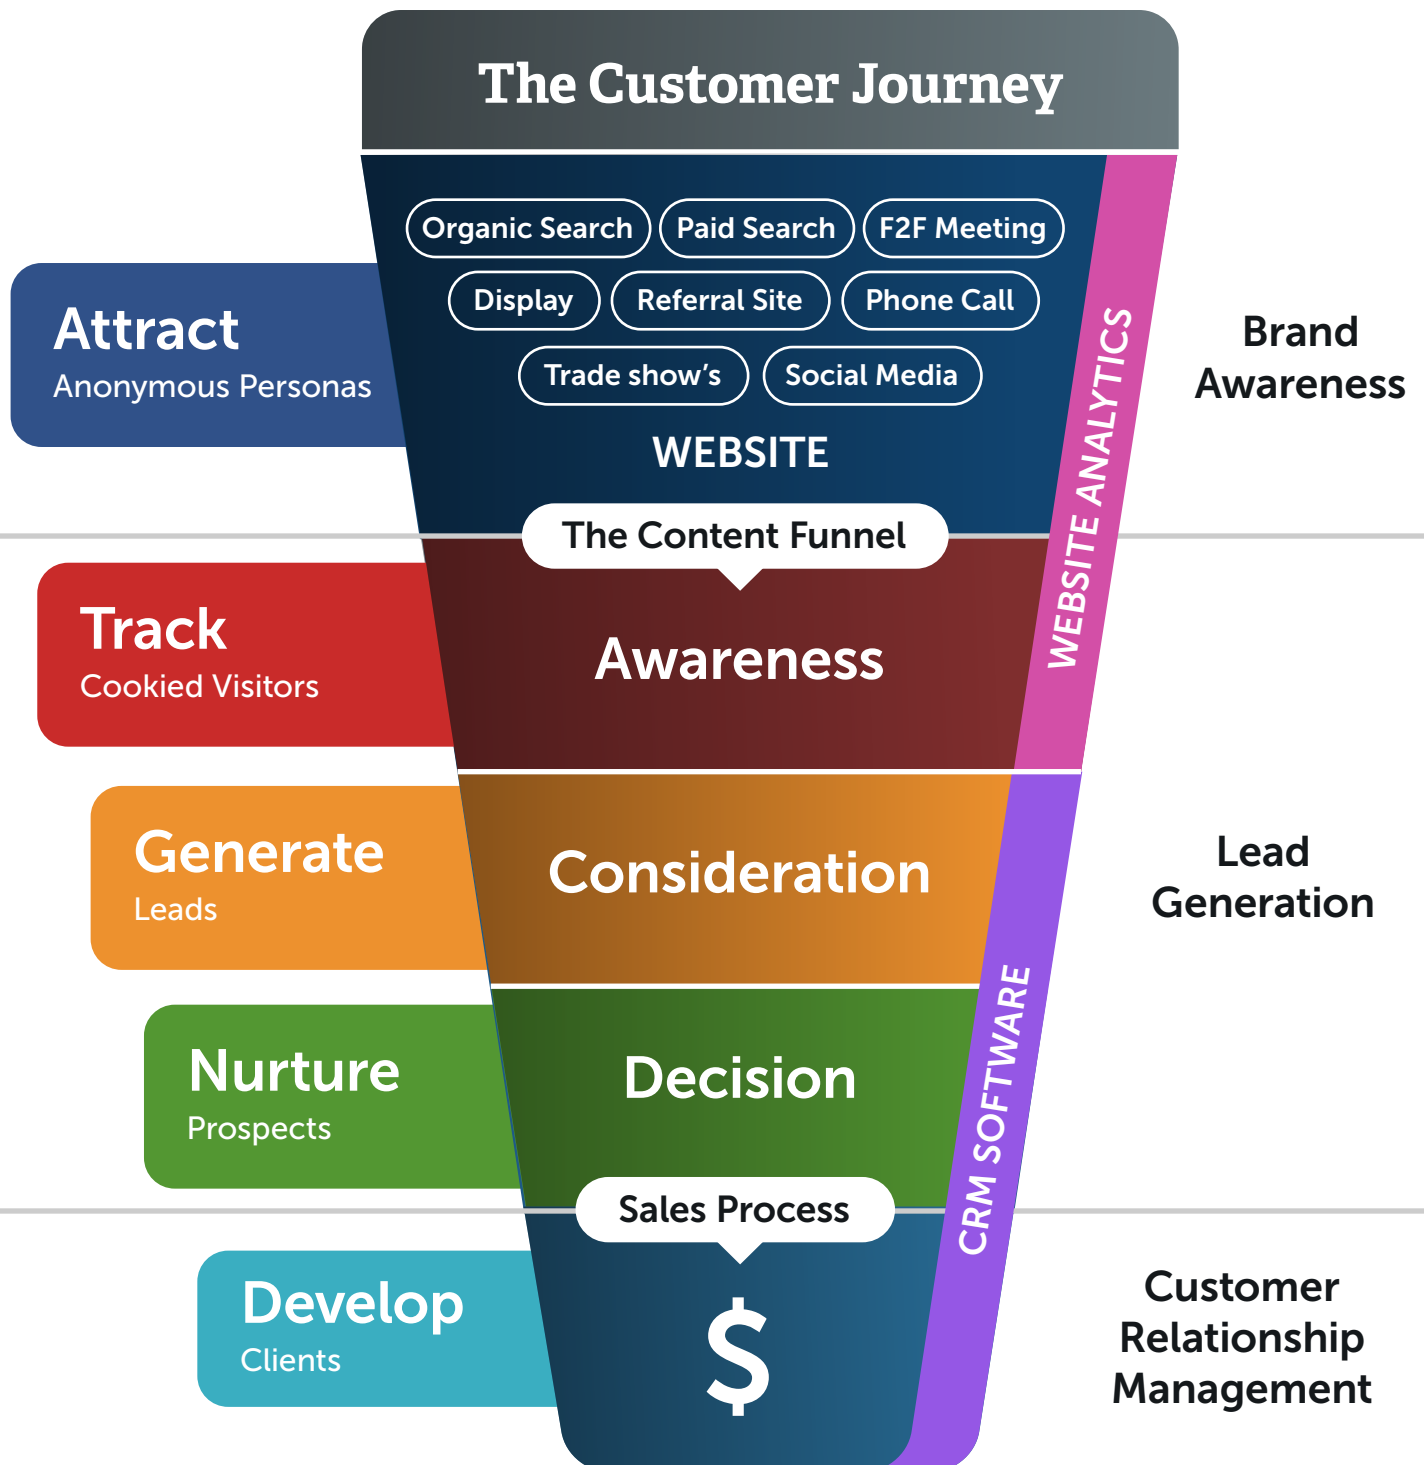 The Customer Journey
Organic Search
Paid Search
F2F Meeting
Display
Referral Site
Phone Call
Trade show's
Social Media
WEBSITE
Attract
Anonymous Personas
WEBSITE ANALYTICS
Brand
Awareness
The Content Funnel
Track
Cookied Visitors
Awareness
Generate
Leads
Consideration
Lead
Generation
Nurture
Prospects
Decision
CRM SOFTWARE
Sales Process
Develop
Clients
$
Customer
Relationship
Management